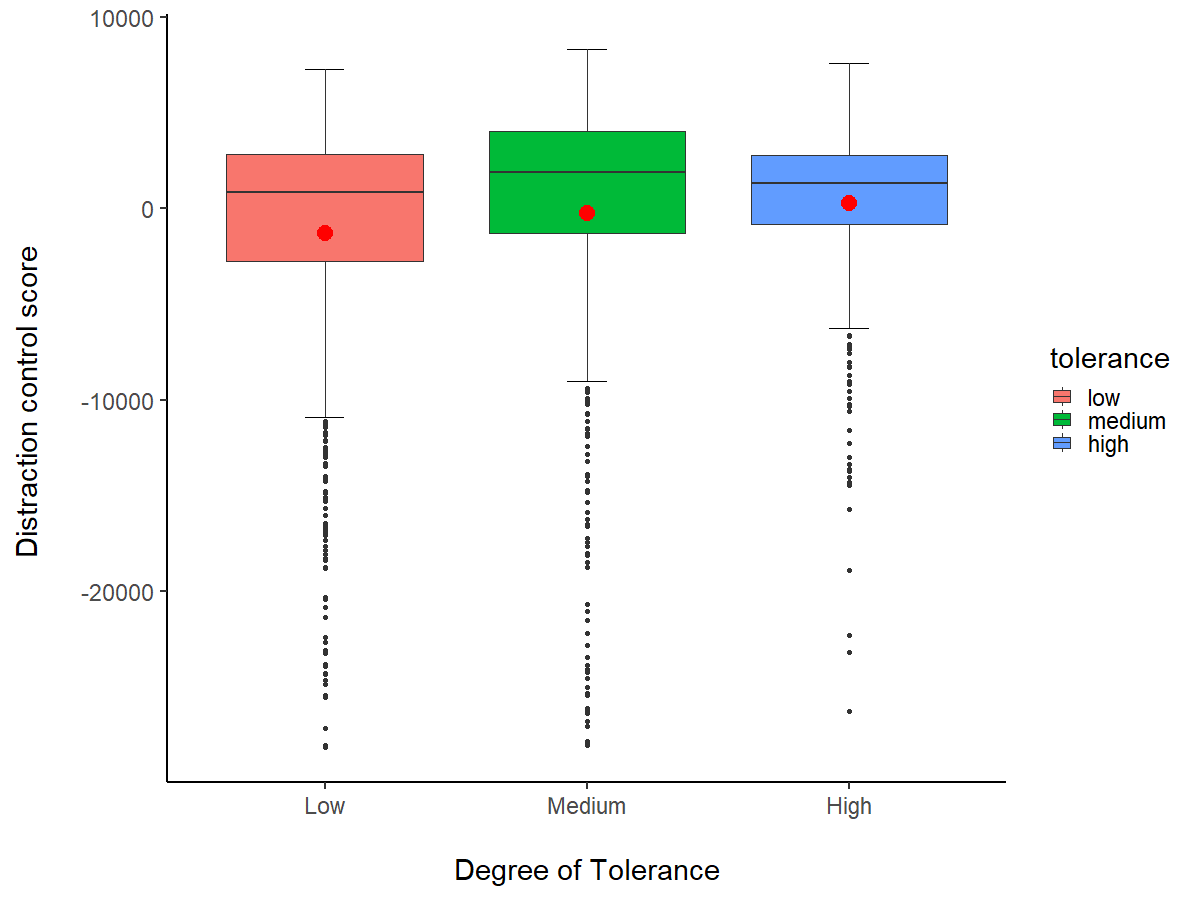 10000
0
-10000
-20000
Distraction control score
Low
Medium
High
Degree of Tolerance
tolerance
low
medium
high